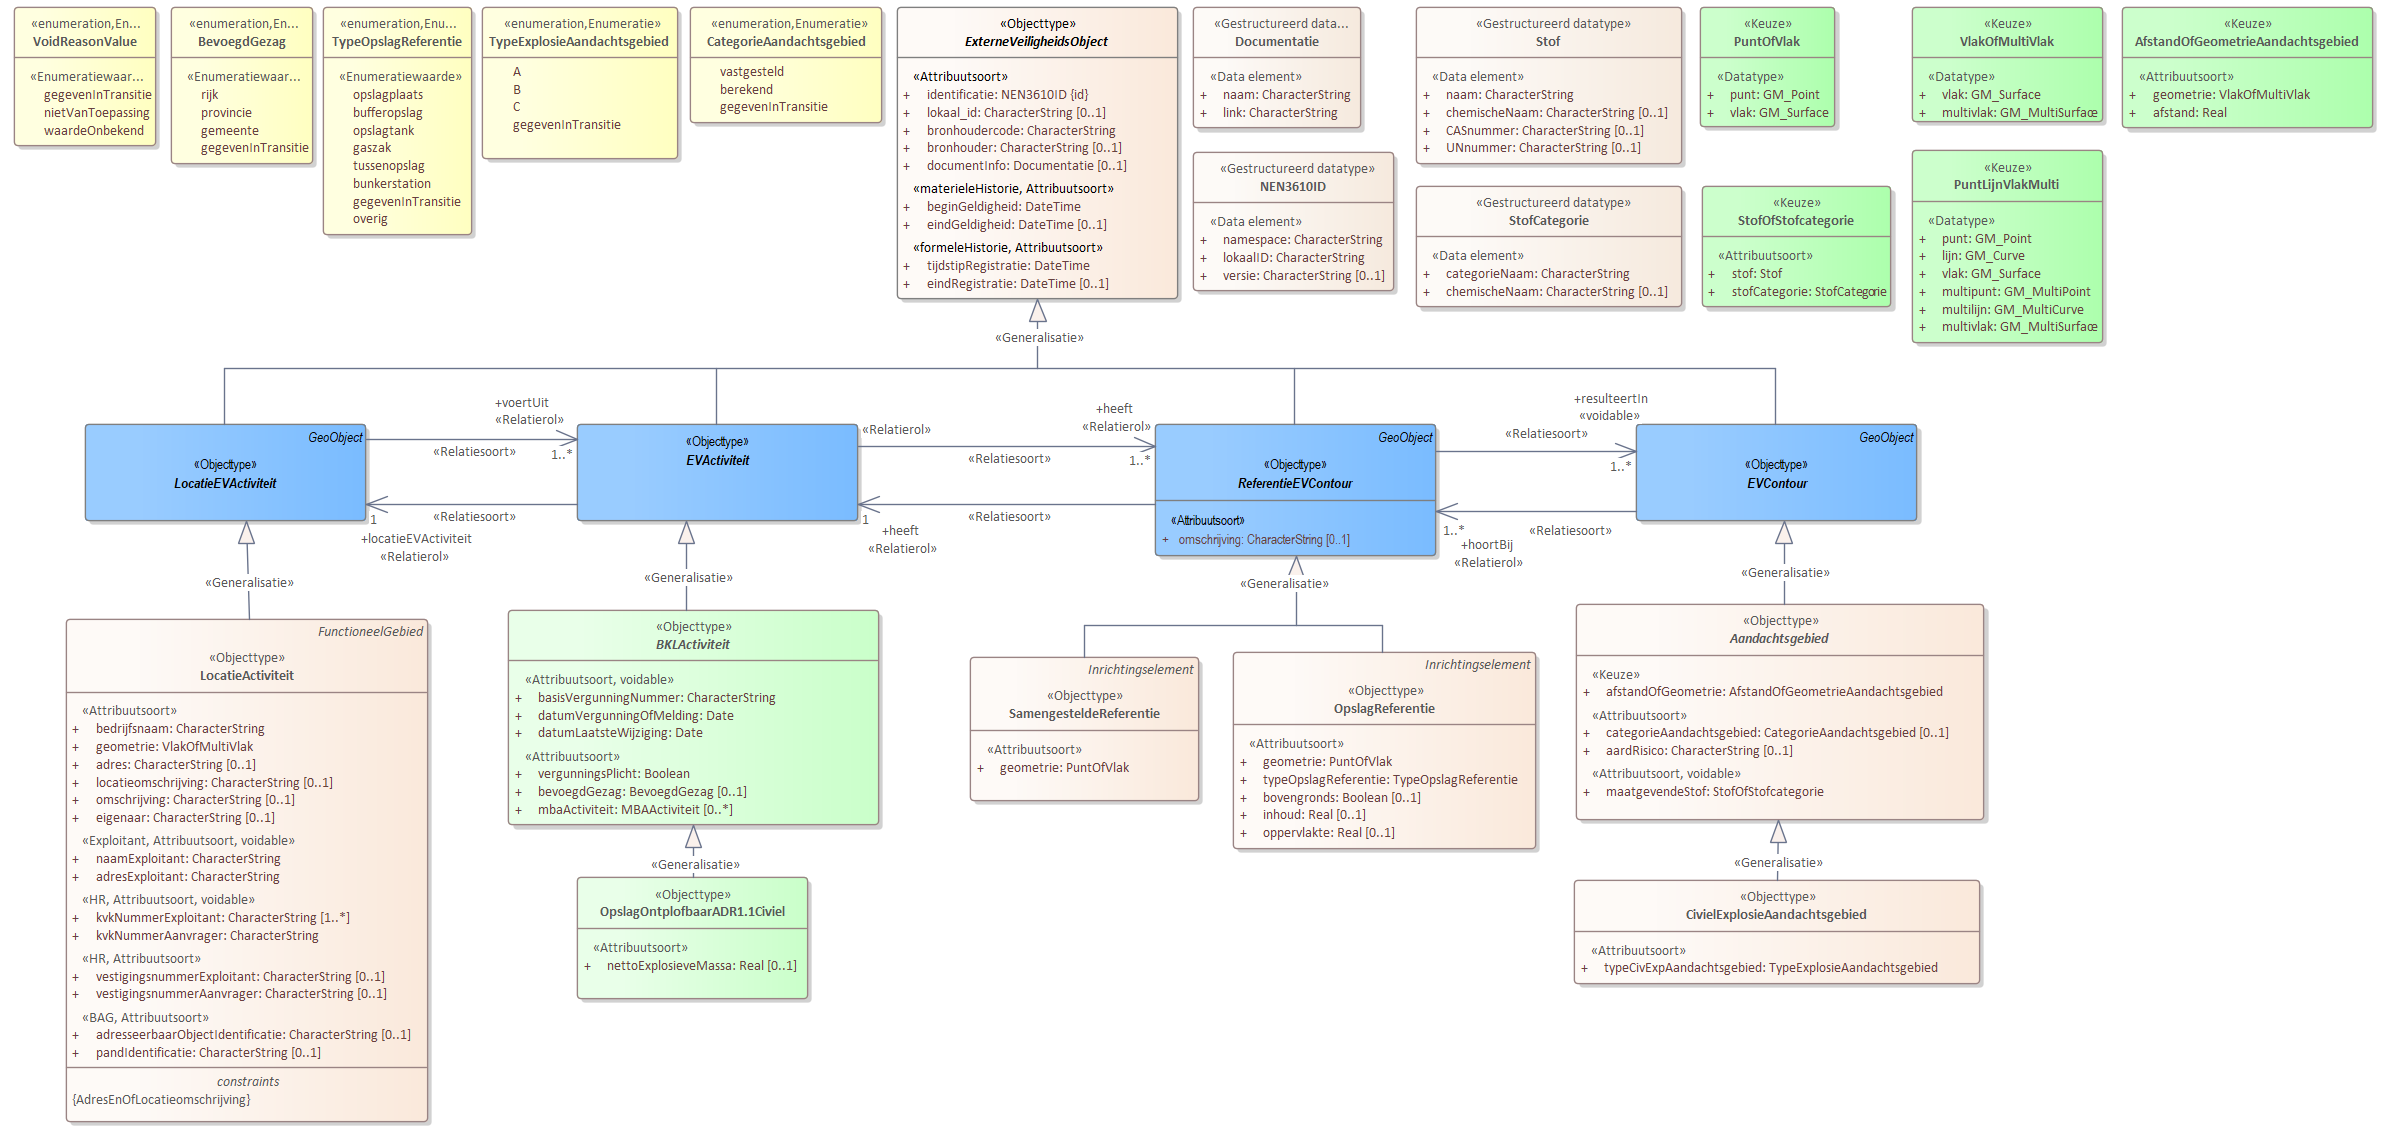 «enumeration,En...
VoidReasonValue
«Enumeratiewaar...
gegevenInTransitie
nietVanToepassing
waardeOnbekend
«enumeration,En...
BevoegdGezag
«Enumeratiewaar...
rijk
provincie
gemeente
gegevenInTransitie
«enumeration,Enu...
TypeOpslagReferentie
«Enumeratiewaarde»
opslagplaats
bufferopslag
opslagtank
gaszak
tussenopslag
bunkerstation
gegevenInTransitie
overig
«enumeration,Enumeratie»
TypeExplosieAandachtsgebied
A
B
C
gegevenInTransitie
«enumeration,Enumeratie»
CategorieAandachtsgebied
vastgesteld
berekend
gegevenInTransitie
«Objecttype»
ExterneVeiligheidsObject
«Attribuutsoort»
+ identificatie: NEN3610ID {id}
+ lokaal_id: CharacterString [0..1]
+ bronhoudercode: CharacterString
+ bronhouder: CharacterString [0..1]
+ documentInfo: Documentatie [0..1]
«materieleHistorie, Attribuutsoort»
+ beginGeldigheid: DateTime
+ eindGeldigheid: DateTime [0..1]
«formeleHistorie, Attribuutsoort»
+ tijdstipRegistratie: DateTime
+ eindRegistratie: DateTime [0..1]
«Gestructureerd data...
Documentatie
«Data element»
+ naam: CharacterString
+ link: CharacterString
«Gestructureerd datatype»
NEN3610ID
«Data element»
+ namespace: CharacterString
+ lokaalID: CharacterString
+ versie: CharacterString [0..1]
«Gestructureerd datatype»
Stof
«Data element»
+ naam: CharacterString
+ chemischeNaam: CharacterString [0..1]
+ CASnummer: CharacterString [0..1]
+ UNnummer: CharacterString [0..1]
«Gestructureerd datatype»
StofCategorie
«Data element»
+ categorieNaam: CharacterString
+ chemischeNaam: CharacterString [0..1]
«Keuze»
PuntOfVlak
«Datatype»
+ punt: GM_Point
+ vlak: GM_Surface
«Keuze»
StofOfStofcategorie
«Attribuutsoort»
+ stof: Stof
+ stofCategorie: StofCategorie
«Keuze»
VlakOfMultiVlak
«Datatype»
+ vlak: GM_Surface
+ multivlak: GM_MultiSurface
«Keuze»
PuntLijnVlakMulti
«Datatype»
+ punt: GM_Point
+ lijn: GM_Curve
+ vlak: GM_Surface
+ multipunt: GM_MultiPoint
+ multilijn: GM_MultiCurve
+ multivlak: GM_MultiSurface
«Keuze»
AfstandOfGeometrieAandachtsgebied
«Attribuutsoort»
+ geometrie: VlakOfMultiVlak
+ afstand: Real
«Generalisatie»
GeoObject
«Objecttype»
LocatieEVActiviteit
+voertUit
«Relatierol»
«Relatiesoort»
1..*
«Relatiesoort»
1
+locatieEVActiviteit
«Relatierol»
«Objecttype»
EVActiviteit
«Relatierol»
+heeft
«Relatierol»
«Relatiesoort»
1..*
«Relatiesoort»
1
+heeft
«Relatierol»
GeoObject
«Objecttype»
ReferentieEVContour
«Attribuutsoort»
+ omschrijving: CharacterString [0..1]
+resulteertIn
«voidable»
«Relatiesoort»
1..*
«Relatiesoort»
1..*
+hoortBij
«Relatierol»
GeoObject
«Objecttype»
EVContour
«Generalisatie»
«Generalisatie»
«Generalisatie»
«Generalisatie»
FunctioneelGebied
«Objecttype»
LocatieActiviteit
«Attribuutsoort»
+ bedrijfsnaam: CharacterString
+ geometrie: VlakOfMultiVlak
+ adres: CharacterString [0..1]
+ locatieomschrijving: CharacterString [0..1]
+ omschrijving: CharacterString [0..1]
+ eigenaar: CharacterString [0..1]
«Exploitant, Attribuutsoort, voidable»
+ naamExploitant: CharacterString
+ adresExploitant: CharacterString
«HR, Attribuutsoort, voidable»
+ kvkNummerExploitant: CharacterString [1..*]
+ kvkNummerAanvrager: CharacterString
«HR, Attribuutsoort»
+ vestigingsnummerExploitant: CharacterString [0..1]
+ vestigingsnummerAanvrager: CharacterString [0..1]
«BAG, Attribuutsoort»
+ adresseerbaarObjectIdentificatie: CharacterString [0..1]
+ pandIdentificatie: CharacterString [0..1]
constraints
{AdresEnOfLocatieomschrijving}
«Objecttype»
BKLActiviteit
«Attribuutsoort, voidable»
+ basisVergunningNummer: CharacterString
+ datumVergunningOfMelding: Date
+ datumLaatsteWijziging: Date
«Attribuutsoort»
+ vergunningsPlicht: Boolean
+ bevoegdGezag: BevoegdGezag [0..1]
+ mbaActiviteit: MBAActiviteit [0..*]
«Generalisatie»
«Objecttype»
OpslagOntplofbaarADR1.1Civiel
«Attribuutsoort»
+ nettoExplosieveMassa: Real [0..1]
Inrichtingselement
«Objecttype»
SamengesteldeReferentie
«Attribuutsoort»
+ geometrie: PuntOfVlak
Inrichtingselement
«Objecttype»
OpslagReferentie
«Attribuutsoort»
+ geometrie: PuntOfVlak
+ typeOpslagReferentie: TypeOpslagReferentie
+ bovengronds: Boolean [0..1]
+ inhoud: Real [0..1]
+ oppervlakte: Real [0..1]
«Objecttype»
Aandachtsgebied
«Keuze»
+ afstandOfGeometrie: AfstandOfGeometrieAandachtsgebied
«Attribuutsoort»
+ categorieAandachtsgebied: CategorieAandachtsgebied [0..1]
+ aardRisico: CharacterString [0..1]
«Attribuutsoort, voidable»
+ maatgevendeStof: StofOfStofcategorie
«Generalisatie»
«Objecttype»
CivielExplosieAandachtsgebied
«Attribuutsoort»
+ typeCivExpAandachtsgebied: TypeExplosieAandachtsgebied